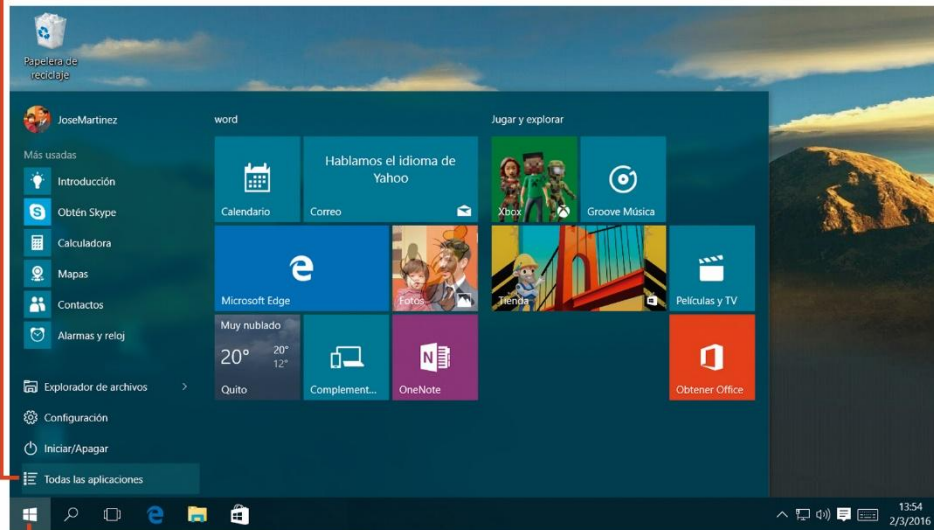 Papelera de
reciclaje
JoseMartinez
Más usadas
Introducción
Obtén Skype
Calculadora
Mapas
Contactos
Alarmas y reloj
Explorador de archivos
Configuración
Iniciar/Apagar
Todas las aplicaciones
word
Calendario
Hablamos el idioma de
Yahoo
Correo
Microsoft Edge
Fotos
Muy nublado
20° 20°
12°
Quito
Complement...
OneNote
Jugar y explorar
Xbox
Groove Música
Tienda
Películas y TV
Obtener Office
13:54
2/3/2016